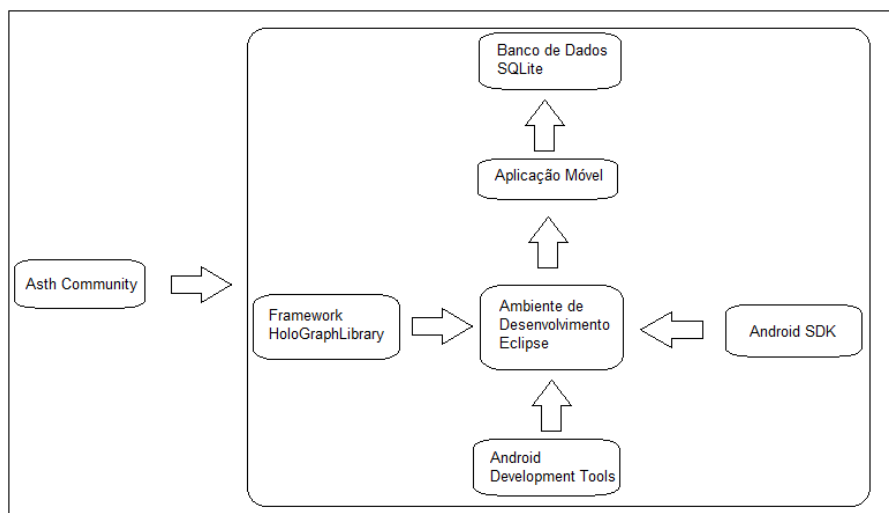 Banco de Dados
SQLite
Aplicação Móvel
Asth Community
Framework
HoloGraphLibrary
Ambiente de
Desenvolvimento
Eclipse
Android SDK
Android
Development Tools